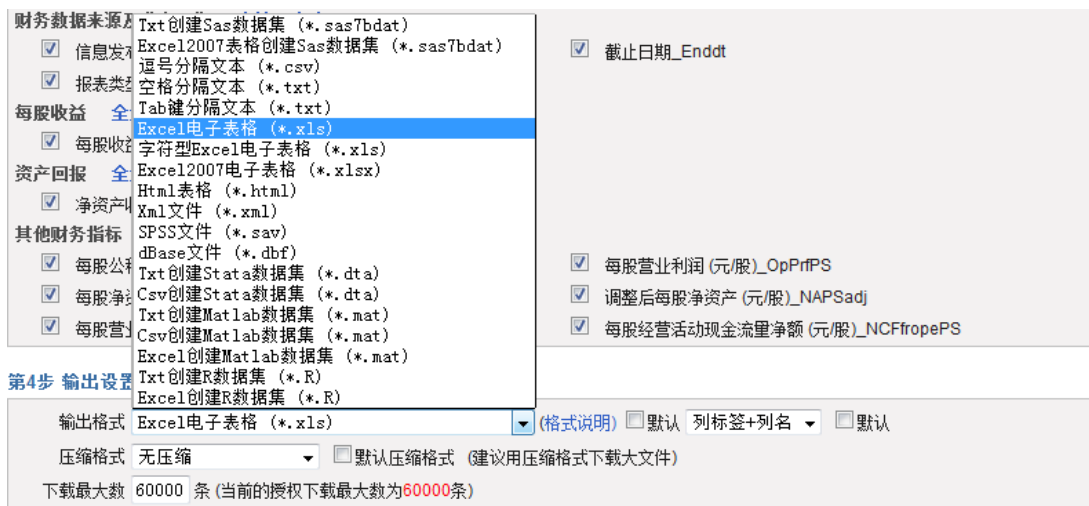 财务数据来源及
信息发布
截止日期_Enddt
报表类型
每股收益 全
每股收益
资产回报 全
净资产收
其他财务指标
每股公积
每股营业利润(元/股)_OpPrfPS
每股净资
调整后每股净资产(元/股)_NAPSadj
每股营业
每股经营活动现金流量净额(元/股)_NCFfropePS
Txt创建Sas数据集 (*.sas7bdat)
Excel2007表格创建Sas数据集 (*.sas7bdat)
逗号分隔文本 (*.csv)
空格分隔文本 (*.txt)
Tab键分隔文本 (*.txt)
Excel电子表格 (*.xls)
字符型Excel电子表格 (*.xls)
Excel2007电子表格 (*.xlsx)
Html表格 (*.html)
Xml文件 (*.xml)
SPSS文件 (*.sav)
dBase文件 (*.dbf)
Txt创建Stata数据集 (*.dta)
Csv创建Stata数据集 (*.dta)
Txt创建Matlab数据集 (*.mat)
Csv创建Matlab数据集 (*.mat)
Excel创建Matlab数据集 (*.mat)
Txt创建R数据集 (*.R)
Excel创建R数据集 (*.R)
第4步 输出设置
输出格式 Excel电子表格 (*.xls) (格式说明) 默认 列标签+列名 默认
压缩格式 无压缩 默认压缩格式 (建议用压缩格式下载大文件)
下载最大数 60000 条(当前的授权下载最大数为60000条)